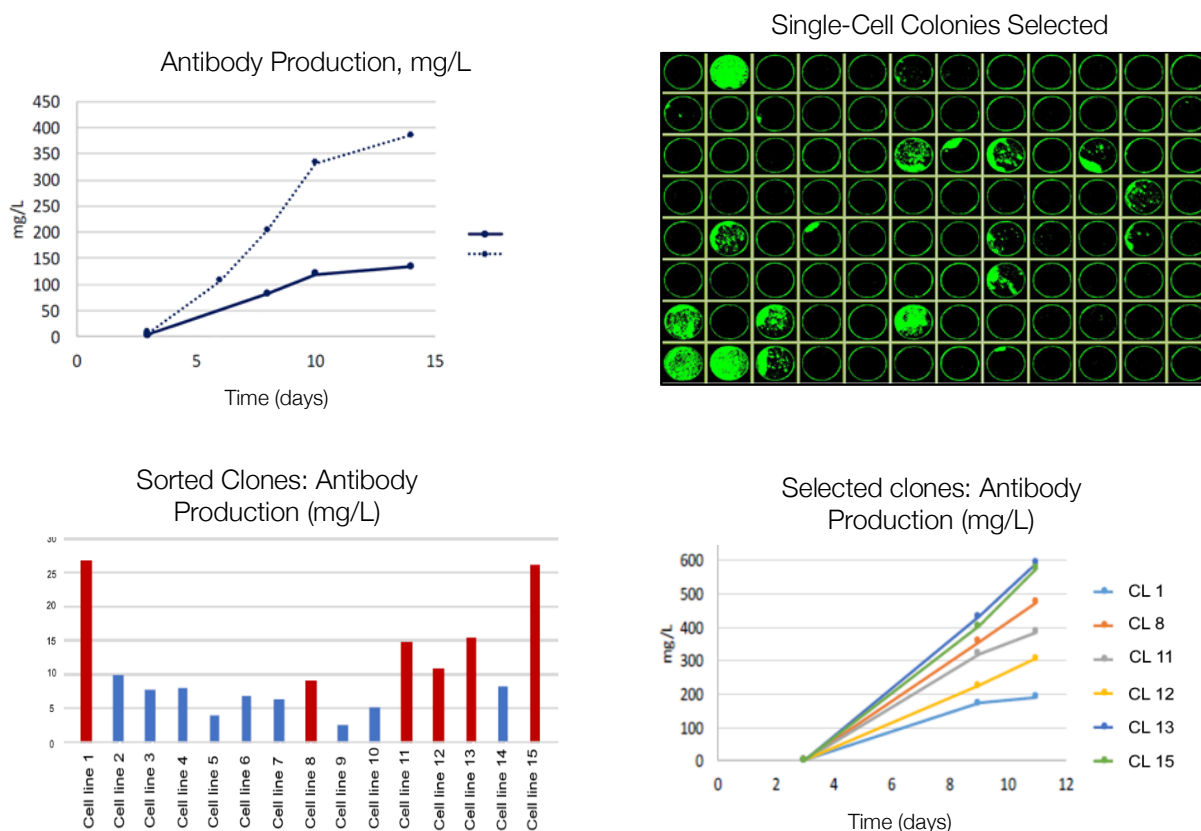 Antibody Production, mg/L
450
400
350
300
250
200
150
100
50
0
mg/L
0 5 10 15
Time (days)
Single-Cell Colonies Selected
Sorted Clones: Antibody
Production (mg/L)
30
25
20
15
10
5
0
Cell line 1
Cell line 2
Cell line 3
Cell line 4
Cell line 5
Cell line 6
Cell line 7
Cell line 8
Cell line 9
Cell line 10
Cell line 11
Cell line 12
Cell line 13
Cell line 14
Cell line 15
Selected clones: Antibody
Production (mg/L)
600
500
400
300
200
100
0
mg/L
0 2 4 6 8 10 12
Time (days)
CL 1
CL 8
CL 11
CL 12
CL 13
CL 15